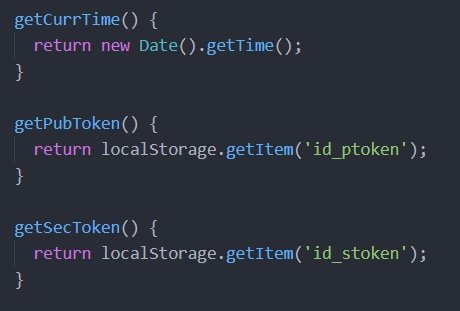 getCurrTime() {
return new Date().getTime();
}
getPubToken() {
return localStorage.getItem('id_ptoken');
}
getSecToken() {
return localStorage.getItem('id_stoken');
}